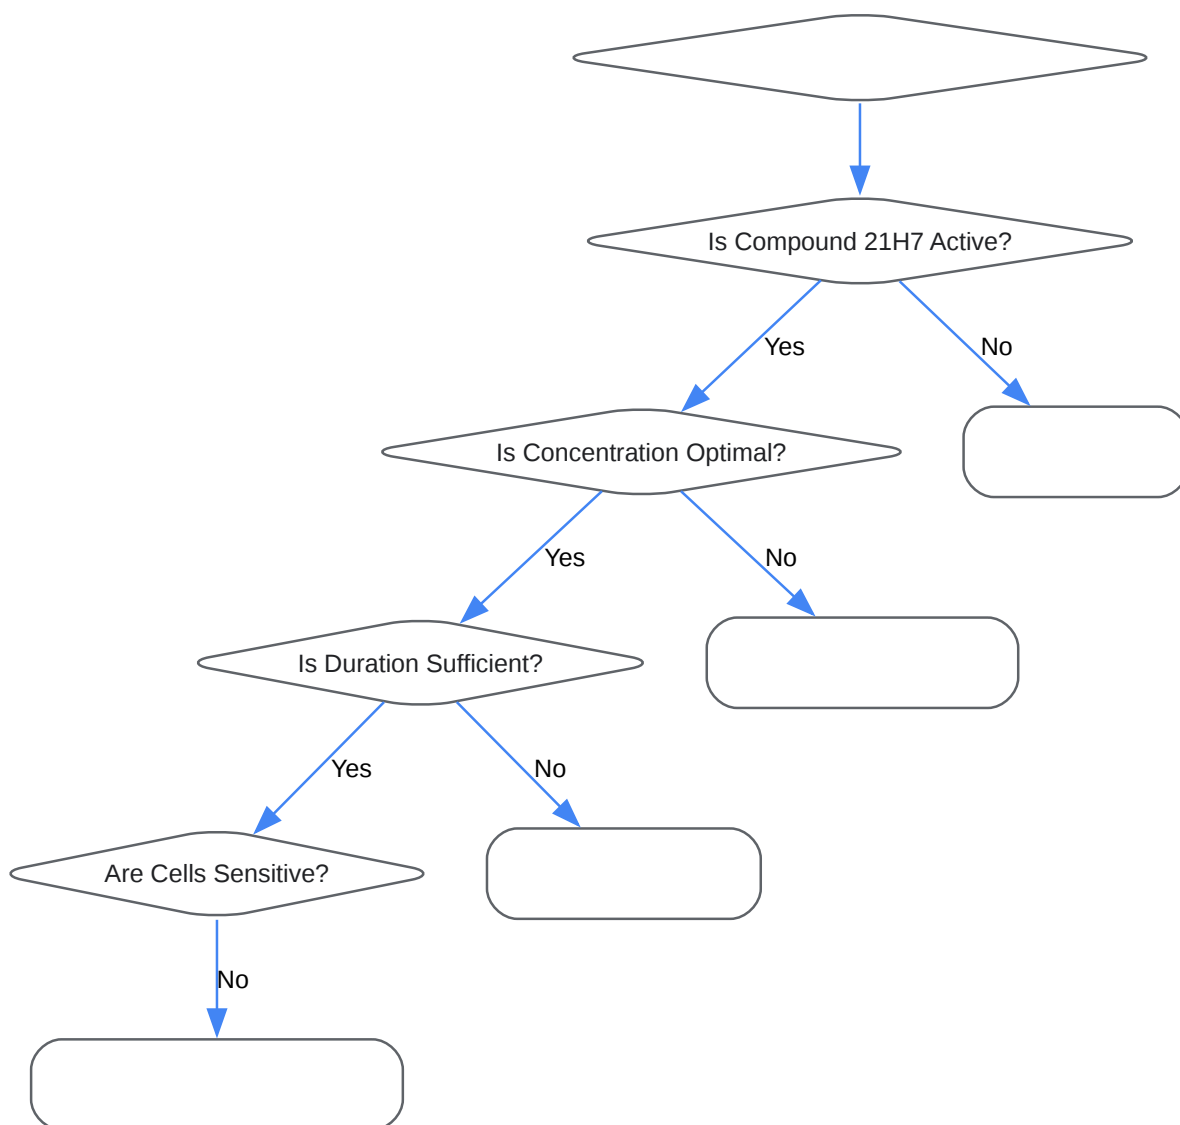 Is Compound 21H7 Active?
Yes
No
Is Concentration Optimal?
Yes
No
Is Duration Sufficient?
Yes
No
Are Cells Sensitive?
No